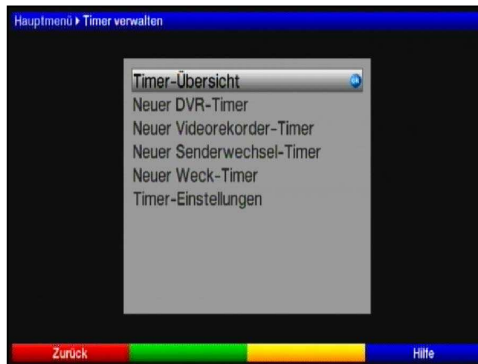 Hauptmenü ▸ Timer verwalten
Timer-Übersicht ok
Neuer DVR-Timer
Neuer Videorekorder-Timer
Neuer Senderwechsel-Timer
Neuer Weck-Timer
Timer-Einstellungen
Zurück Hilfe